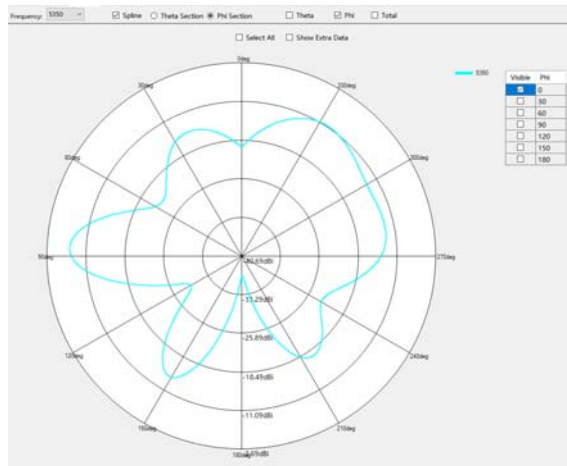 Frequency: 5350 Spline Theta Section Phi Section Theta Phi Total
Select All Show Extra Data
0deg
5350
Visible Phi
30deg 330deg
0
30
60
90
120
150
180
60deg 300deg
90deg 270deg
-31.29dBi
120deg 240deg
-25.89dBi
-18.49dBi
-11.09dBi
150deg 210deg
180deg